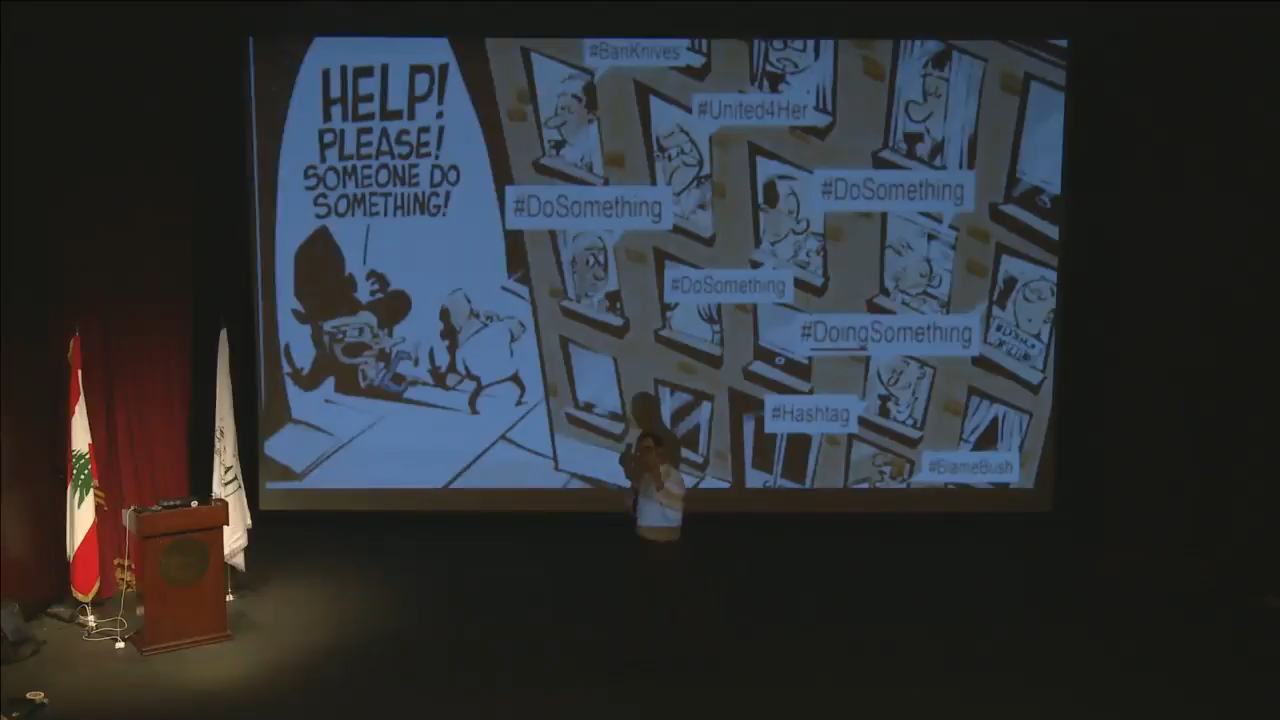 HELP!
PLEASE!
SOMEONE DO
SOMETHING!
#BanKnives
#United4Her
#DoSomething
#DoSomething
#DoSomething
#DoingSomething
#Hashtag
#BlameBush